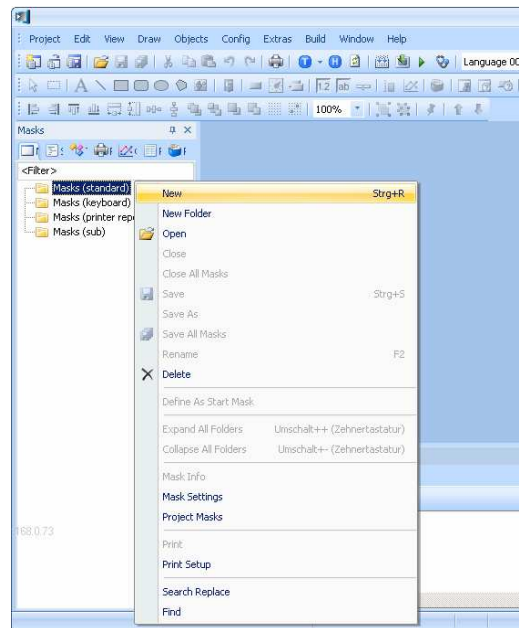 Project Edit View Draw Objects Config Extras Build Window Help
Language 00
A 1.2 ab
100%
Masks
<Filter>
Masks (standard)
Masks (keyboard)
Masks (printer rep
Masks (sub)
New Strg+R
New Folder
Open
Close
Close All Masks
Save Strg+S
Save As
Save All Masks
Rename F2
Delete
Define As Start Mask
Expand All Folders Umschalt++ (Zehnertastatur)
Collapse All Folders Umschalt+- (Zehnertastatur)
Mask Info
Mask Settings
Project Masks
Print
Print Setup
Search Replace
Find
168.0.73